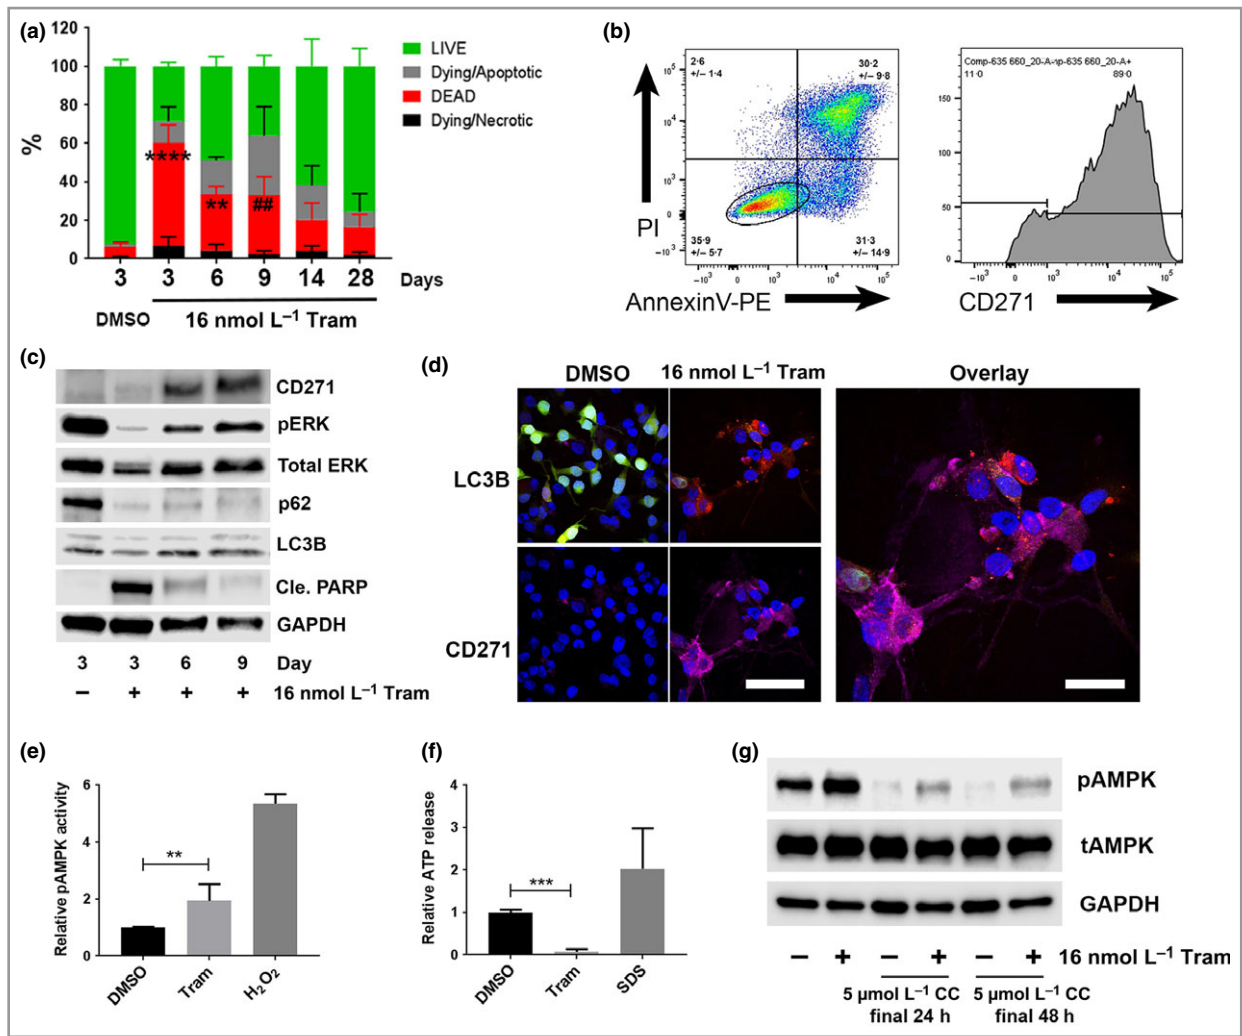 (a)
120
100
80
60
40
20
0
%
****
**
##
LIVE
Dying/Apoptotic
DEAD
Dying/Necrotic
3 3 6 9 14 28 Days
DMSO 16 nmol L⁻¹ Tram
(b)
2·6
+/− 1·4
30·2
+/− 9·8
35·9
+/− 5·7
31·3
+/− 14·9
10⁵
10⁴
10³
0
−10³
−10³ 0 10³ 10⁴ 10⁵
PI
AnnexinV-PE
Comp-635 660_20-A-\p-635 660_20-A+
11·0 89·0
150
100
50
0
−10³ 0 10³ 10⁴ 10⁵
CD271
(c)
CD271
pERK
Total ERK
p62
LC3B
Cle. PARP
GAPDH
3 3 6 9 Day
− + + + 16 nmol L⁻¹ Tram
(d)
DMSO 16 nmol L⁻¹ Tram Overlay
LC3B
CD271
(e)
Relative pAMPK activity
6
4
2
0
**
DMSO Tram H₂O₂
(f)
Relative ATP release
4
3
2
1
0
***
DMSO Tram SDS
(g)
pAMPK
tAMPK
GAPDH
− + − + − + 16 nmol L⁻¹ Tram
5 µmol L⁻¹ CC 5 µmol L⁻¹ CC
final 24 h final 48 h